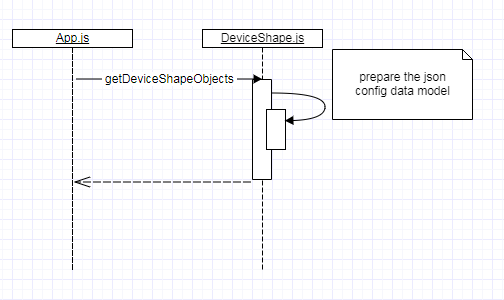 App.js
DeviceShape.js
getDeviceShapeObjects
prepare the json
config data model